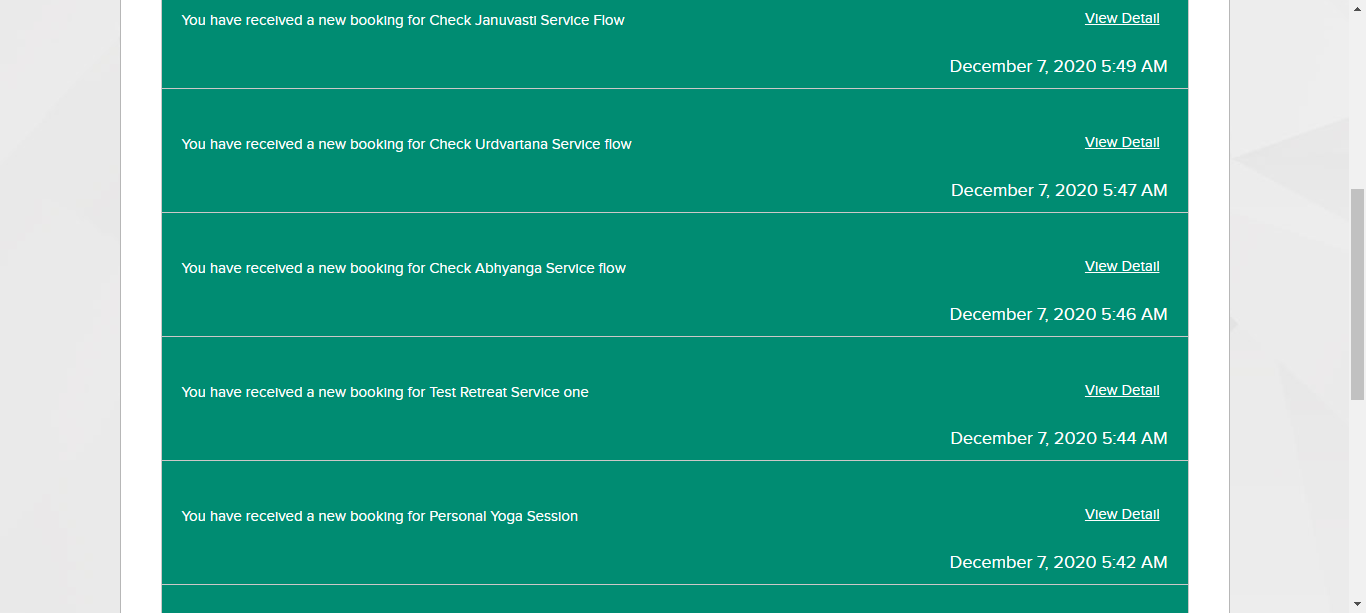 You have received a new booking for Check Januvasti Service Flow
View Detail
December 7, 2020 5:49 AM
You have received a new booking for Check Urdvartana Service flow
View Detail
December 7, 2020 5:47 AM
You have received a new booking for Check Abhyanga Service flow
View Detail
December 7, 2020 5:46 AM
You have received a new booking for Test Retreat Service one
View Detail
December 7, 2020 5:44 AM
You have received a new booking for Personal Yoga Session
View Detail
December 7, 2020 5:42 AM